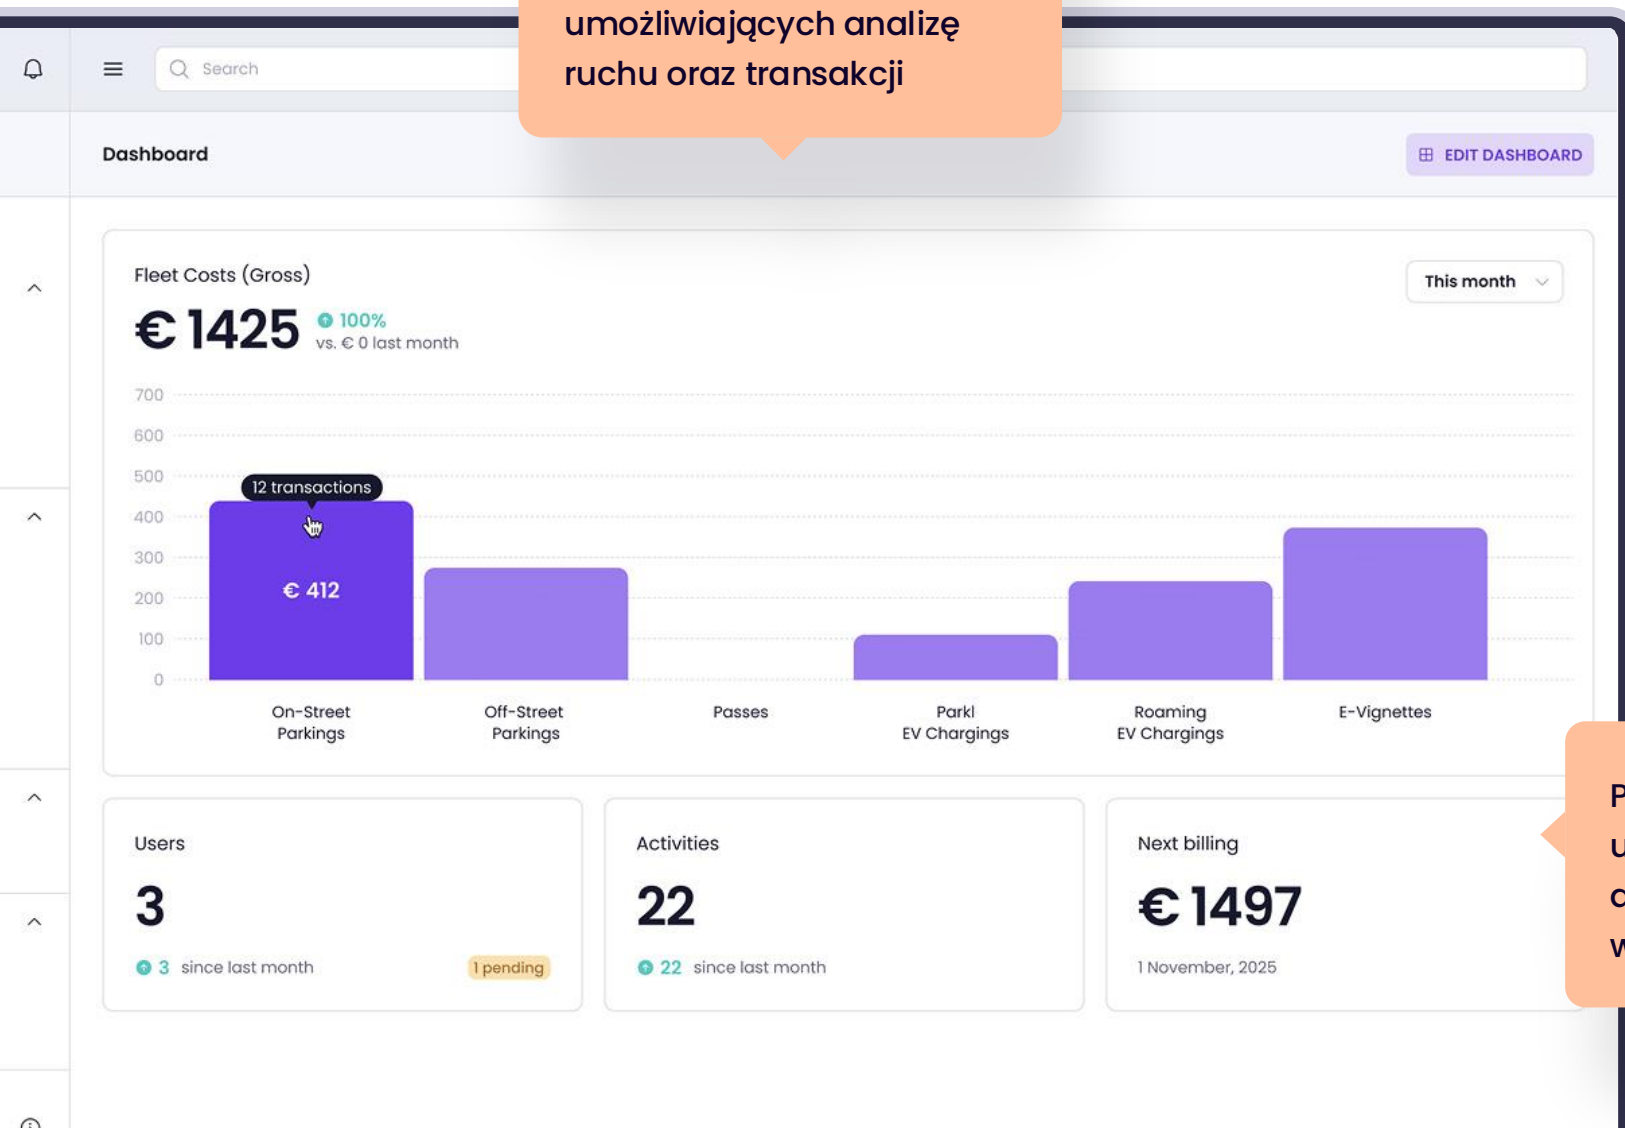 umożliwiających analizę
ruchu oraz transakcji
Search
Dashboard
EDIT DASHBOARD
Fleet Costs (Gross)
This month
€ 1425
100%
vs. € 0 last month
700
600
500
400
300
200
100
0
12 transactions
€ 412
On-Street
Parkings
Off-Street
Parkings
Passes
Parkl
EV Chargings
Roaming
EV Chargings
E-Vignettes
Users
3
3 since last month
1 pending
Activities
22
22 since last month
Next billing
€ 1497
1 November, 2025